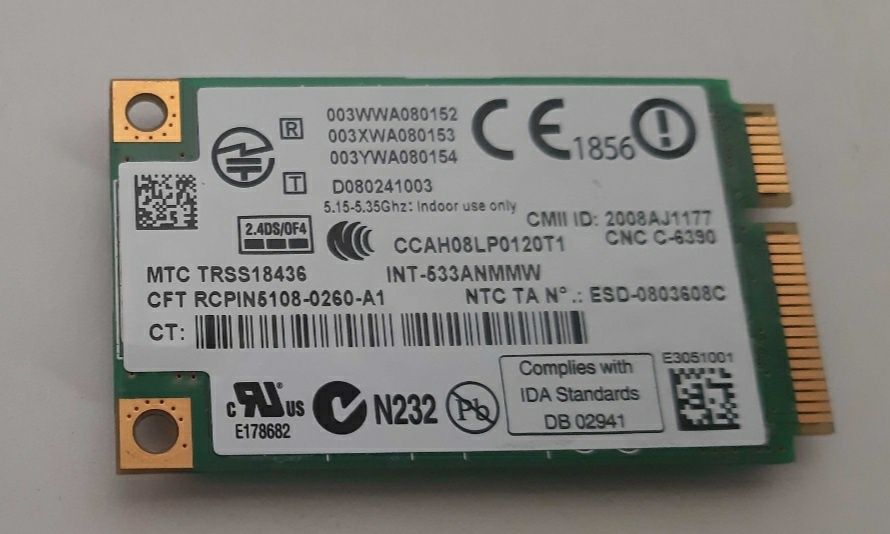 003WWA080152
R 003XWA080153
003YWA080154
CE 1856
T D080241003
5.15-5.35Ghz: Indoor use only
CMII ID: 2008AJ1177
2.4DS/OF4
CCAH08LP0120T1 CNC C-6390
MTC TRSS18436 INT-533ANMMW
CFT RCPIN5108-0260-A1 NTC TA N° .: ESD-0803608C
CT:
c RU US
E178682
N232
Pb
Complies with
IDA Standards
DB 02941
E3051001